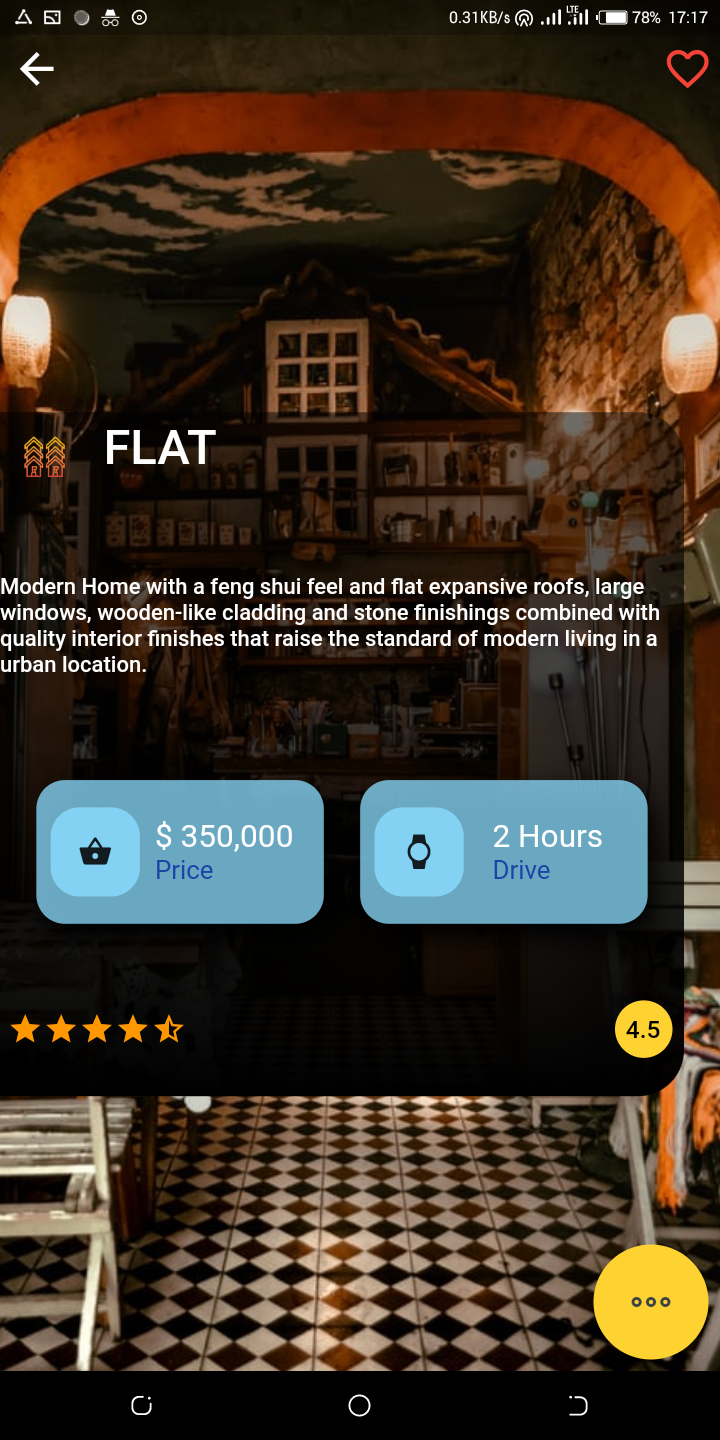 0.31KB/s LTE 78% 17:17
FLAT
Modern Home with a feng shui feel and flat expansive roofs, large
windows, wooden-like cladding and stone finishings combined with
quality interior finishes that raise the standard of modern living in a
urban location.
$ 350,000
Price
2 Hours
Drive
4.5